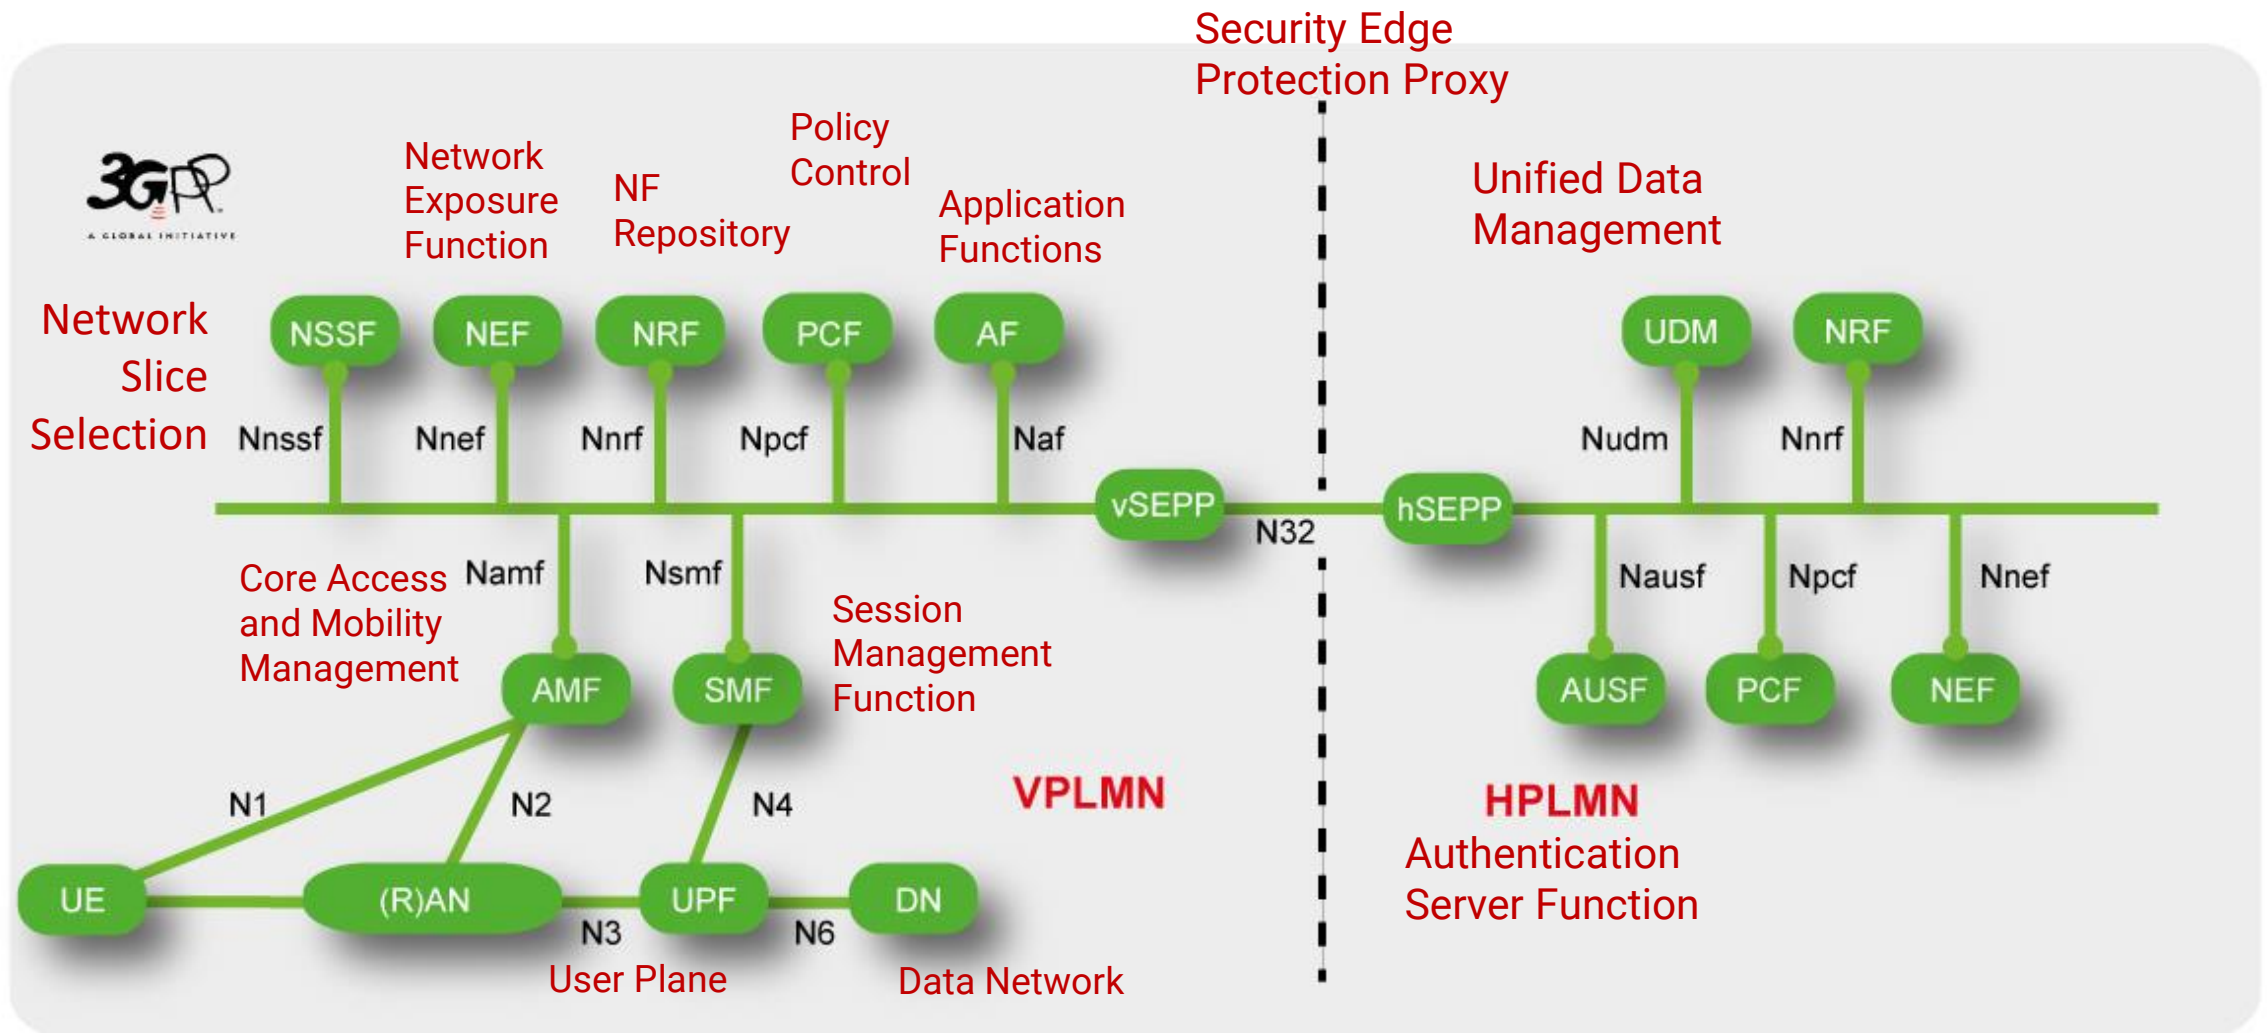 Security Edge
Protection Proxy
3GPP
A GLOBAL INITIATIVE
Network
Exposure
Function
NF
Repository
Policy
Control
Application
Functions
Unified Data
Management
Network
Slice
Selection
NSSF
NEF
NRF
PCF
AF
UDM
NRF
Nnssf
Nnef
Nnrf
Npcf
Naf
Nudm
Nnrf
vSEPP
N32
hSEPP
Core Access
and Mobility
Management
Namf
Nsmf
Session
Management
Function
Nausf
Npcf
Nnef
AMF
SMF
AUSF
PCF
NEF
N1
N2
N4
VPLMN
HPLMN
Authentication
Server Function
UE
(R)AN
UPF
DN
N3
N6
User Plane
Data Network